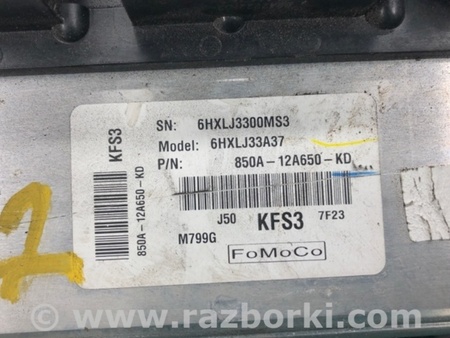 KFS3
850A-12A650-KD
SN: 6HXLJ3300MS3
Model: 6HXLJ33A37
P/N: 850A-12A650-KD
J50 KFS3 7F23
M799G
FoMoCo
7
© www.razborki.com